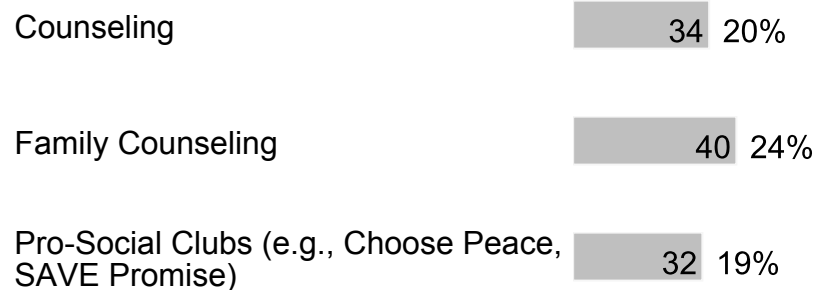 Counseling 34 20%
Family Counseling 40 24%
Pro-Social Clubs (e.g., Choose Peace,
SAVE Promise) 32 19%